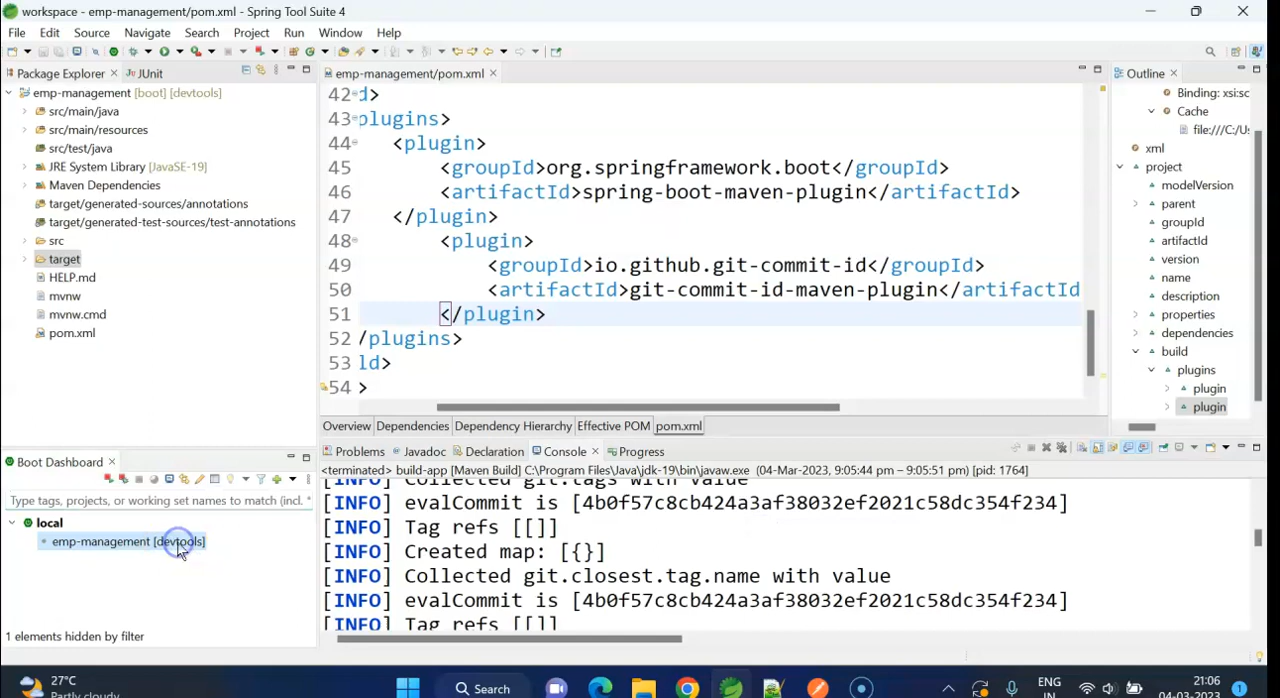 workspace - emp-management/pom.xml - Spring Tool Suite 4
File Edit Source Navigate Search Project Run Window Help
Package Explorer
JUnit
emp-management [boot] [devtools]
src/main/java
src/main/resources
src/test/java
JRE System Library [JavaSE-19]
Maven Dependencies
target/generated-sources/annotations
target/generated-test-sources/test-annotations
src
target
HELP.md
mvnw
mvnw.cmd
pom.xml
emp-management/pom.xml
42 d>
43 plugins>
44 <plugin>
45 <groupId>org.springframework.boot</groupId>
46 <artifactId>spring-boot-maven-plugin</artifactId>
47 </plugin>
48 <plugin>
49 <groupId>io.github.git-commit-id</groupId>
50 <artifactId>git-commit-id-maven-plugin</artifactId
51 </plugin>
52 /plugins>
53 ld>
54 >
Overview Dependencies Dependency Hierarchy Effective POM pom.xml
Outline
Binding: xsi:sc
Cache
file:///C:/U
xml
project
modelVersion
parent
groupId
artifactId
version
name
description
properties
dependencies
build
plugins
plugin
plugin
Boot Dashboard
Type tags, projects, or working set names to match (incl. *
local
emp-management [devtools]
1 elements hidden by filter
Problems Javadoc Declaration Console Progress
<terminated> build-app [Maven Build] C:\Program Files\Java\jdk-19\bin\javaw.exe (04-Mar-2023, 9:05:44 pm – 9:05:51 pm) [pid: 1764]
[INFO] Collected git.tags with value
[INFO] evalCommit is [4b0f57c8cb424a3af38032ef2021c58dc354f234]
[INFO] Tag refs [[]]
[INFO] Created map: [{}]
[INFO] Collected git.closest.tag.name with value
[INFO] evalCommit is [4b0f57c8cb424a3af38032ef2021c58dc354f234]
[INFO] Tag refs [[]]
27°C
Partly cloudy
Search
ENG
IN
21:06
04-03-2023
1